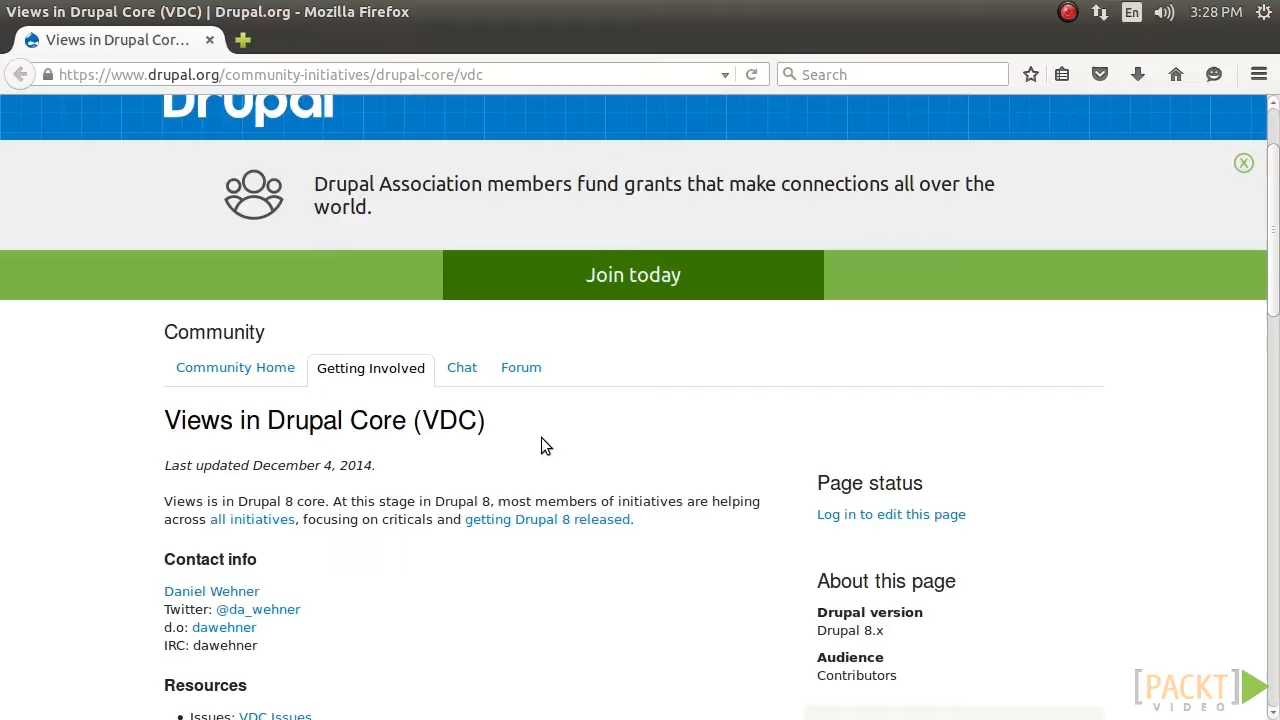 Views in Drupal Core (VDC) | Drupal.org - Mozilla Firefox
En
3:28 PM
Views in Drupal Cor...
https://www.drupal.org/community-initiatives/drupal-core/vdc
Search
Drupal
Drupal Association members fund grants that make connections all over the
world.
Join today
Community
Community Home
Getting Involved
Chat
Forum
Views in Drupal Core (VDC)
Last updated December 4, 2014.
Views is in Drupal 8 core. At this stage in Drupal 8, most members of initiatives are helping
across all initiatives, focusing on criticals and getting Drupal 8 released.
Contact info
Daniel Wehner
Twitter: @da_wehner
d.o: dawehner
IRC: dawehner
Resources
• Issues: VDC Issues
Page status
Log in to edit this page
About this page
Drupal version
Drupal 8.x
Audience
Contributors
[PACKT]
VIDEO